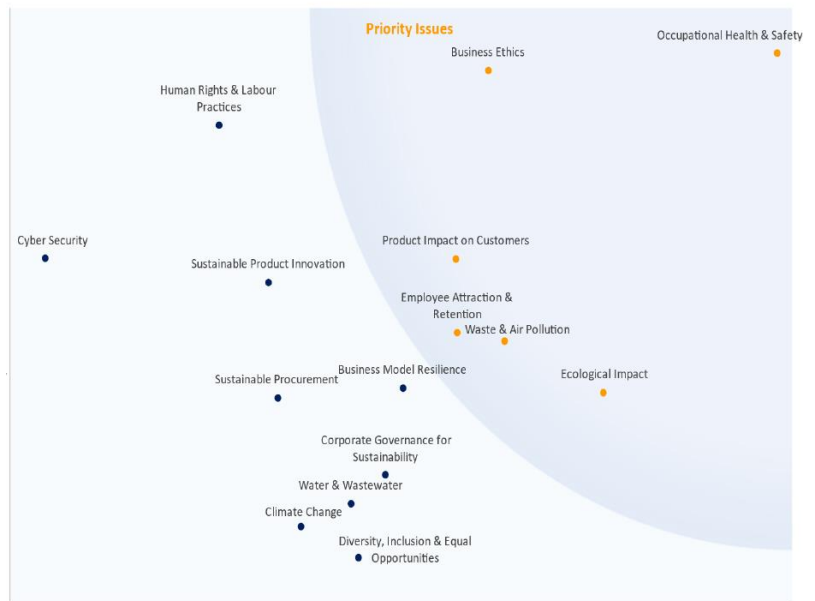 Priority Issues
Occupational Health & Safety
Business Ethics
Human Rights & Labour
Practices
Cyber Security
Product Impact on Customers
Sustainable Product Innovation
Employee Attraction &
Retention
Waste & Air Pollution
Business Model Resilience
Ecological Impact
Sustainable Procurement
Corporate Governance for
Sustainability
Water & Wastewater
Climate Change
Diversity, Inclusion & Equal
Opportunities